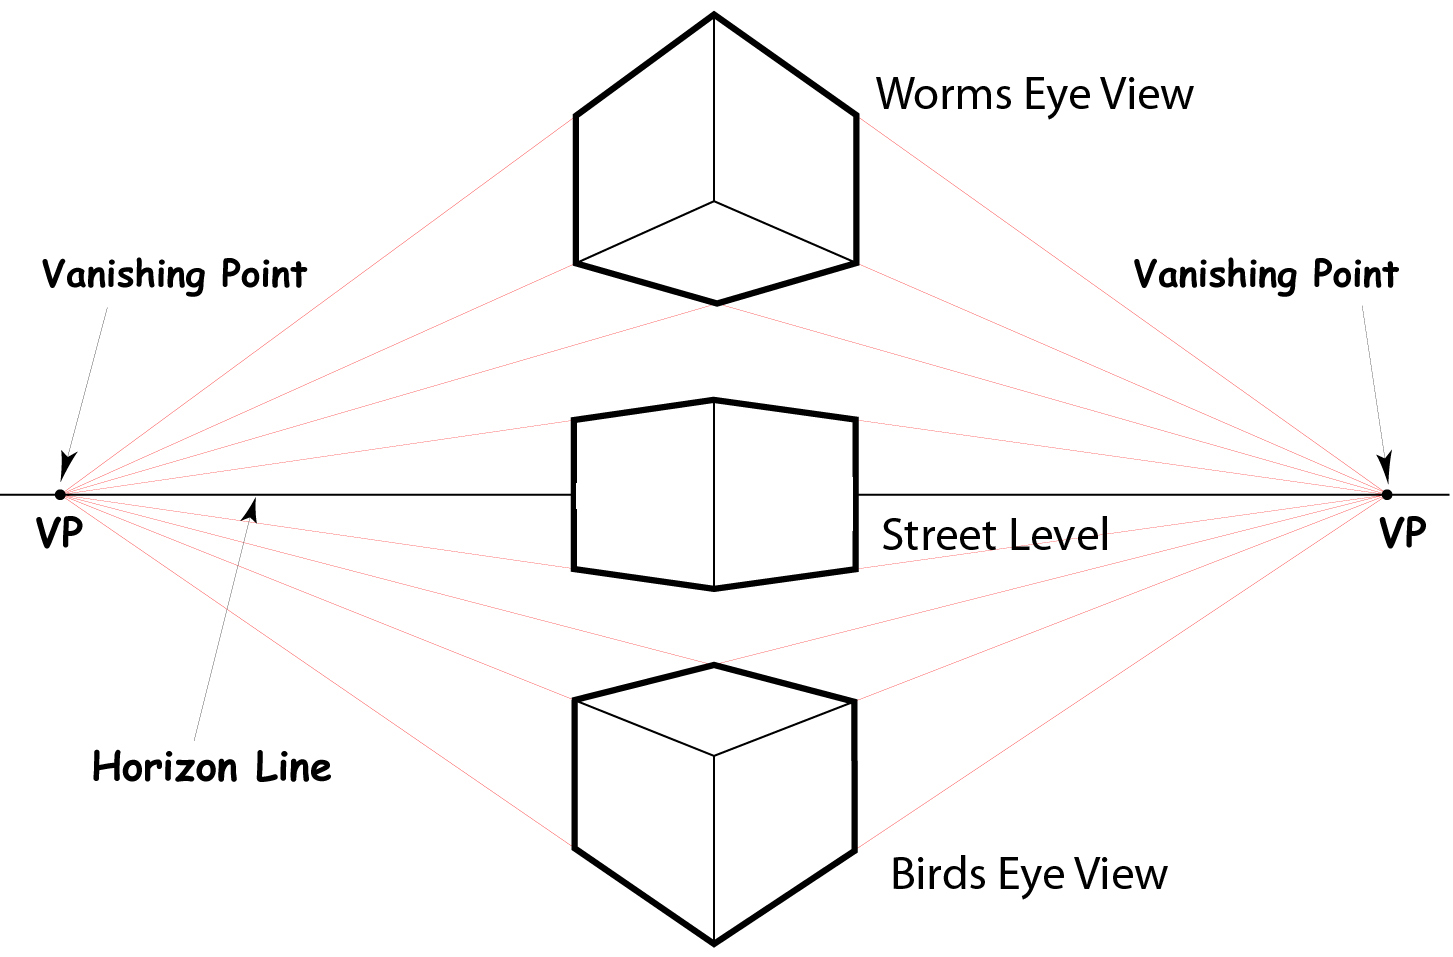 Worms Eye View
Vanishing Point
Vanishing Point
VP
Street Level
VP
Horizon Line
Birds Eye View